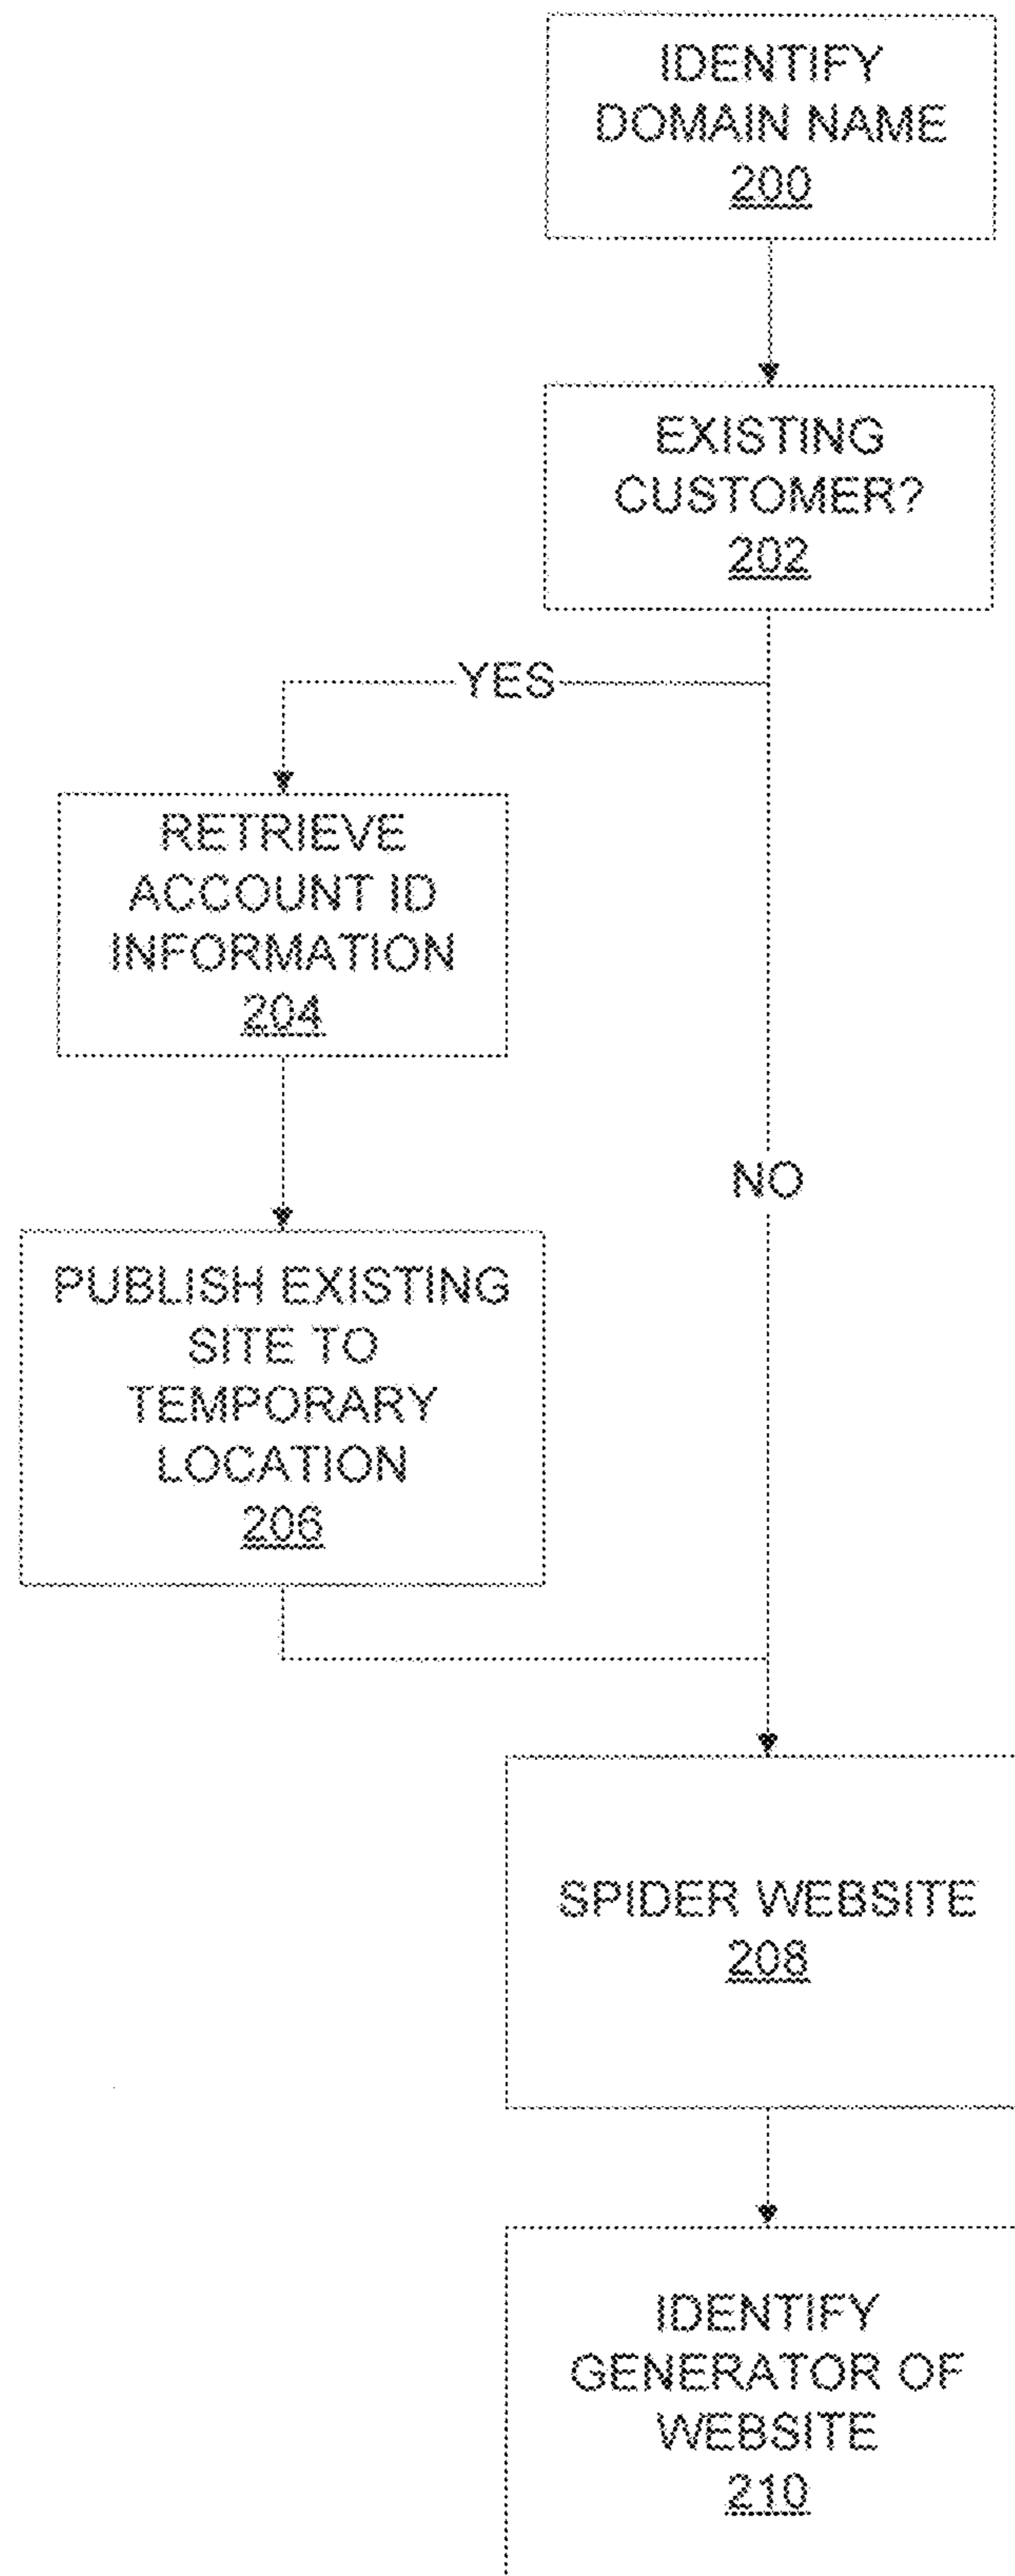 IDENTIFY
DOMAIN NAME
200
EXISTING
CUSTOMER?
202
YES
RETRIEVE
ACCOUNT ID
INFORMATION
204
NO
PUBLISH EXISTING
SITE TO
TEMPORARY
LOCATION
206
SPIDER WEBSITE
208
IDENTIFY
GENERATOR OF
WEBSITE
210